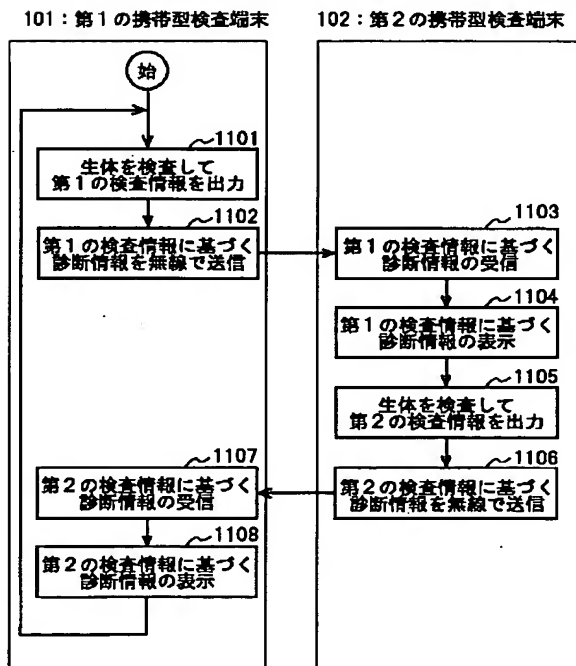 101：第1の携帯型検査端末
102：第2の携帯型検査端末
始
1101
生体を検査して
第1の検査情報を出力
1102
第1の検査情報に基づく
診断情報を無線で送信
1103
第1の検査情報に基づく
診断情報の受信
1104
第1の検査情報に基づく
診断情報の表示
1105
生体を検査して
第2の検査情報を出力
1106
第2の検査情報に基づく
診断情報を無線で送信
1107
第2の検査情報に基づく
診断情報の受信
1108
第2の検査情報に基づく
診断情報の表示